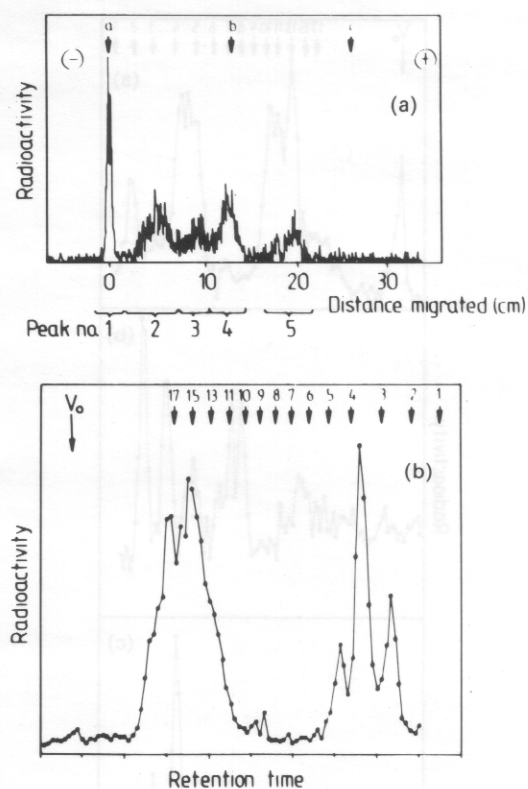 a b
(-) (+)
(a)
Radioactivity
0 10 20 30
Distance migrated (cm)
Peak no. 1 2 3 4 5
17 15 13 11 10 9 8 7 6 5 4 3 2 1
Vo
(b)
Radioactivity
Retention time